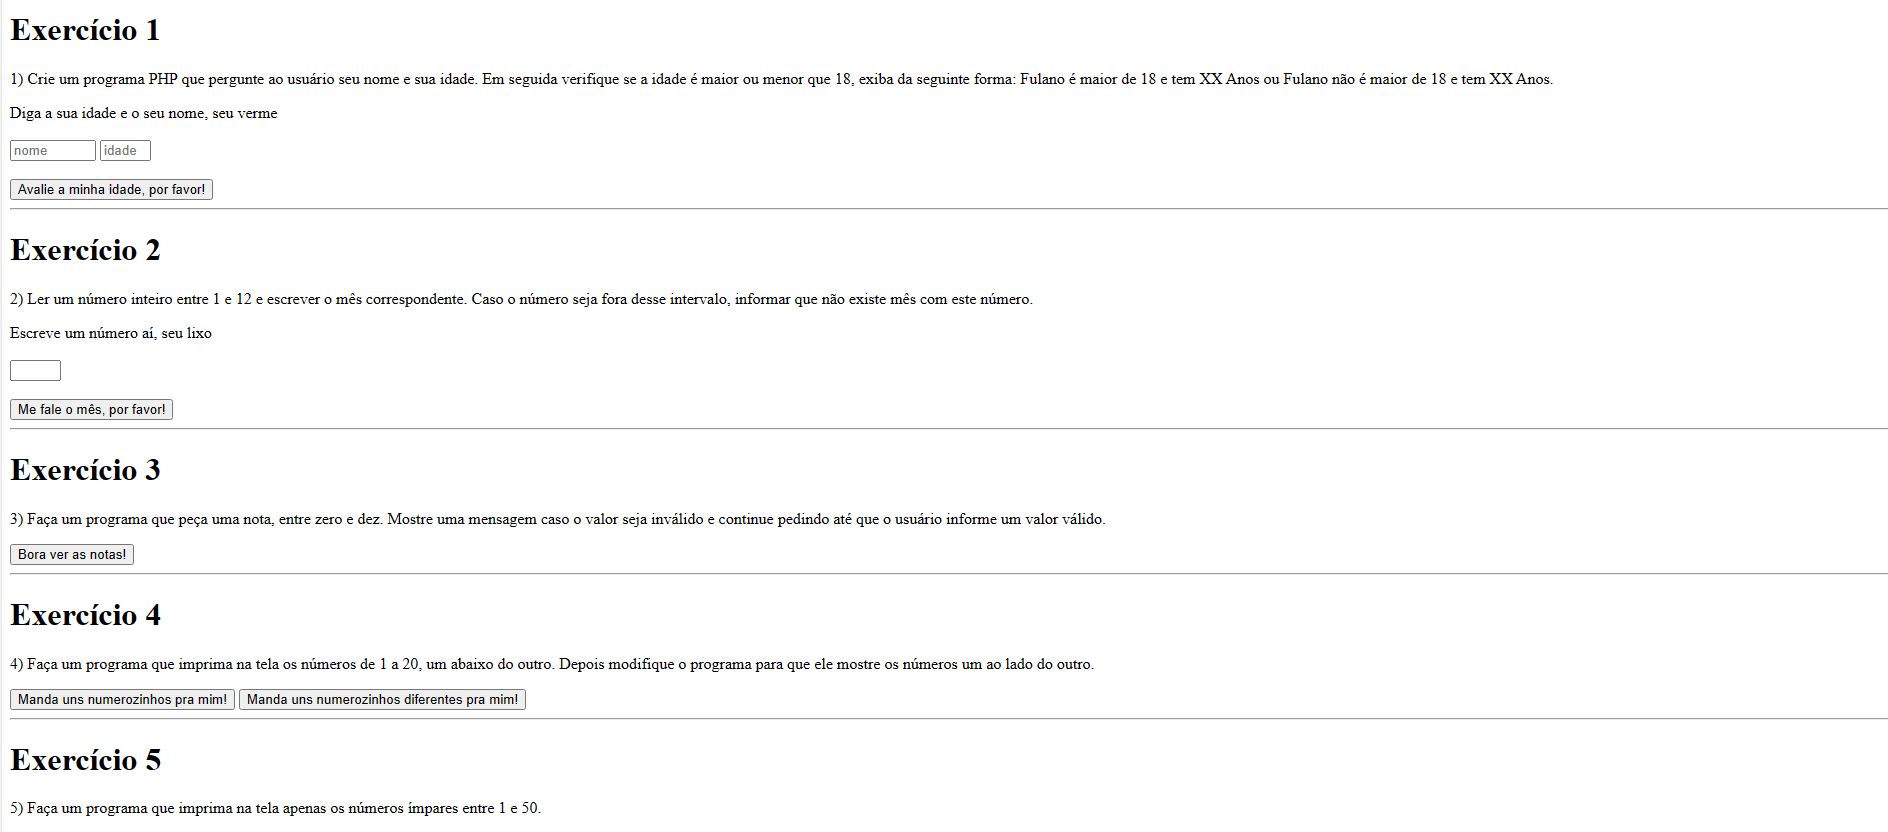 Exercício 1
1) Crie um programa PHP que pergunte ao usuário seu nome e sua idade. Em seguida verifique se a idade é maior ou menor que 18, exiba da seguinte forma: Fulano é maior de 18 e tem XX Anos ou Fulano não é maior de 18 e tem XX Anos.
Diga a sua idade e o seu nome, seu verme
nome idade
Avalie a minha idade, por favor!
Exercício 2
2) Ler um número inteiro entre 1 e 12 e escrever o mês correspondente. Caso o número seja fora desse intervalo, informar que não existe mês com este número.
Escreve um número aí, seu lixo
Me fale o mês, por favor!
Exercício 3
3) Faça um programa que peça uma nota, entre zero e dez. Mostre uma mensagem caso o valor seja inválido e continue pedindo até que o usuário informe um valor válido.
Bora ver as notas!
Exercício 4
4) Faça um programa que imprima na tela os números de 1 a 20, um abaixo do outro. Depois modifique o programa para que ele mostre os números um ao lado do outro.
Manda uns numerozinhos pra mim! Manda uns numerozinhos diferentes pra mim!
Exercício 5
5) Faça um programa que imprima na tela apenas os números ímpares entre 1 e 50.